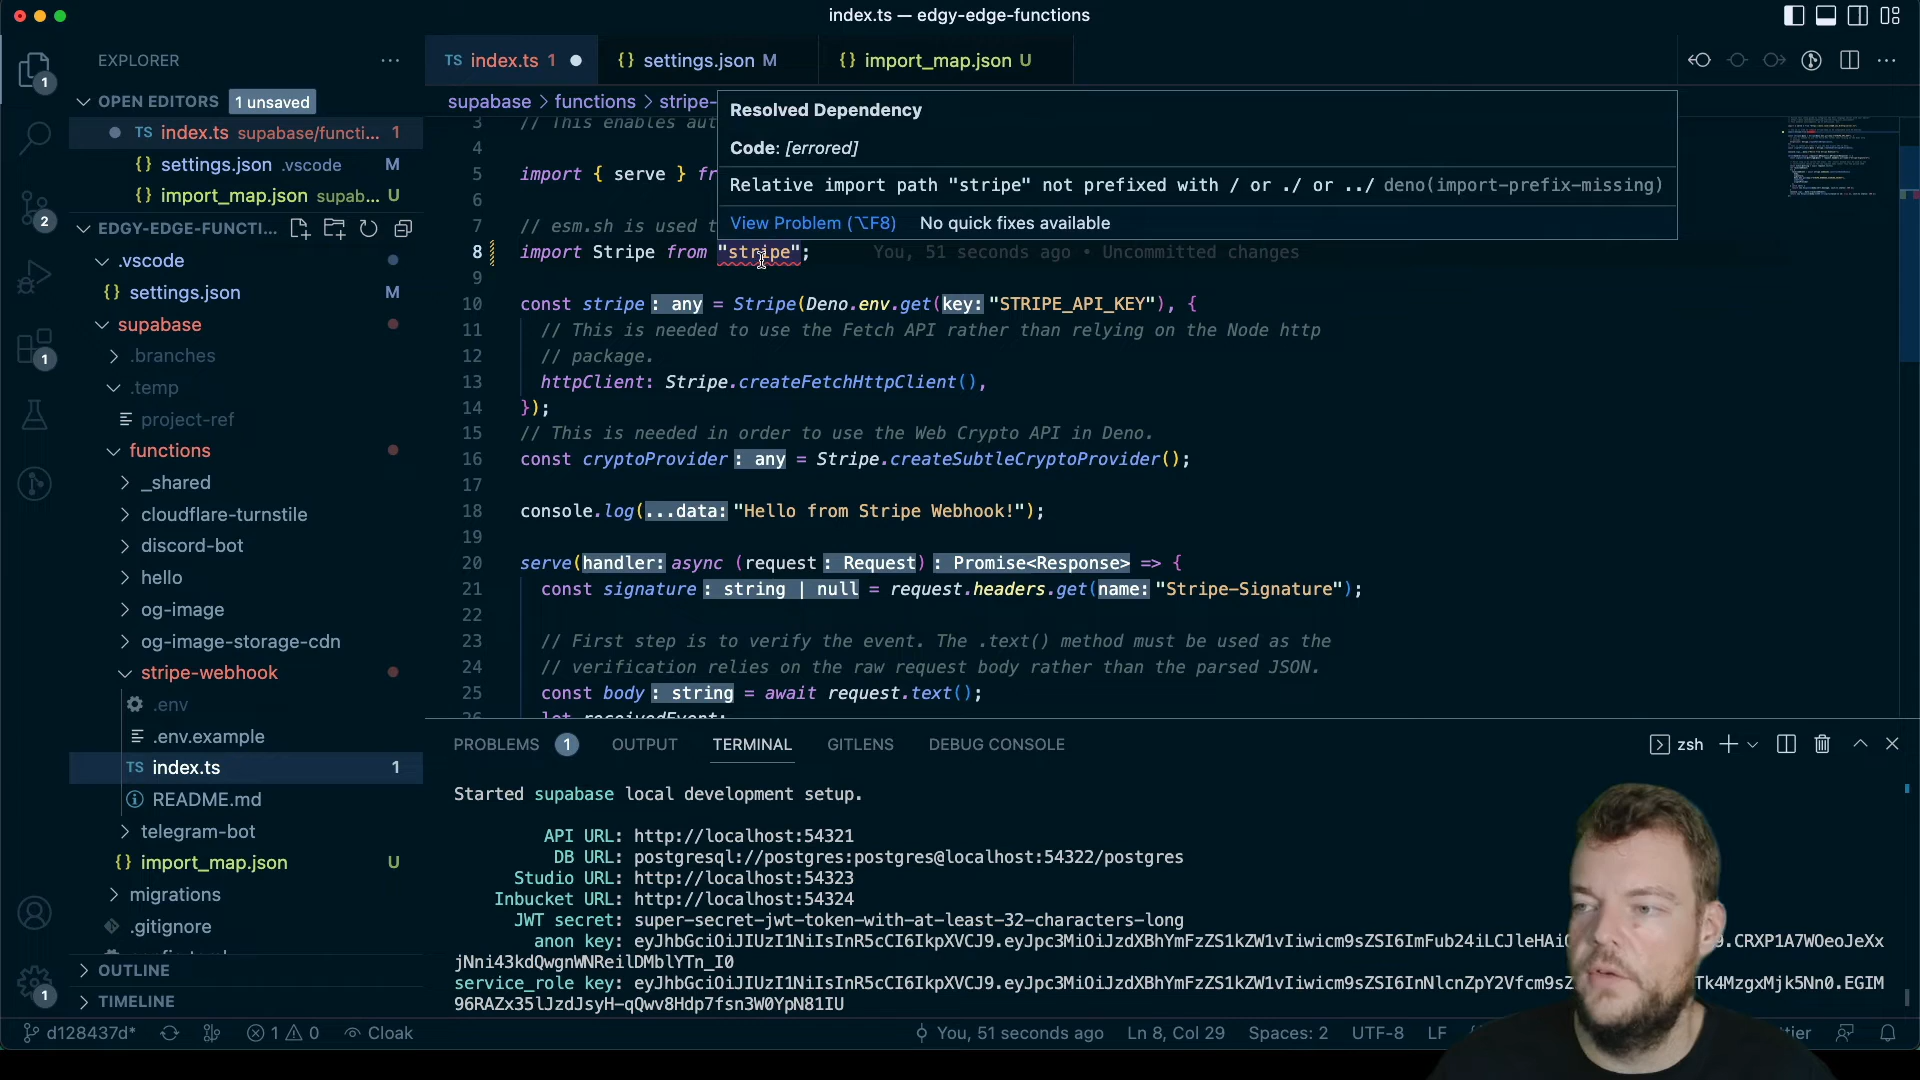 index.ts — edgy-edge-functions
EXPLORER
OPEN EDITORS 1 unsaved
TS index.ts supabase/functi... 1
{} settings.json .vscode M
{} import_map.json supab... U
EDGY-EDGE-FUNCTI...
.vscode
{} settings.json M
supabase
.branches
.temp
project-ref
functions
_shared
cloudflare-turnstile
discord-bot
hello
og-image
og-image-storage-cdn
stripe-webhook
.env
.env.example
TS index.ts 1
README.md
telegram-bot
{} import_map.json U
migrations
.gitignore
OUTLINE
TIMELINE
1
2
1
1
TS index.ts 1
{} settings.json M
{} import_map.json U
supabase > functions > stripe-
Resolved Dependency
Code: [errored]
Relative import path "stripe" not prefixed with / or ./ or ../ deno(import-prefix-missing)
View Problem (⌥F8) No quick fixes available
3 // This enables aut
4
5 import { serve } fr
6
7 // esm.sh is used t
8 import Stripe from "stripe"; You, 51 seconds ago • Uncommitted changes
9
10 const stripe: any = Stripe(Deno.env.get(key: "STRIPE_API_KEY"), {
11 // This is needed to use the Fetch API rather than relying on the Node http
12 // package.
13 httpClient: Stripe.createFetchHttpClient(),
14 });
15 // This is needed in order to use the Web Crypto API in Deno.
16 const cryptoProvider: any = Stripe.createSubtleCryptoProvider();
17
18 console.log(...data: "Hello from Stripe Webhook!");
19
20 serve(handler: async (request: Request): Promise<Response> => {
21 const signature: string | null = request.headers.get(name: "Stripe-Signature");
22
23 // First step is to verify the event. The .text() method must be used as the
24 // verification relies on the raw request body rather than the parsed JSON.
25 const body: string = await request.text();
26 let receivedEvent;
PROBLEMS 1 OUTPUT TERMINAL GITLENS DEBUG CONSOLE
zsh
Started supabase local development setup.
API URL: http://localhost:54321
DB URL: postgresql://postgres:postgres@localhost:54322/postgres
Studio URL: http://localhost:54323
Inbucket URL: http://localhost:54324
JWT secret: super-secret-jwt-token-with-at-least-32-characters-long
anon key:
service_role key:
d128437d* 1 0 Cloak You, 51 seconds ago Ln 8, Col 29 Spaces: 2 UTF-8 LF